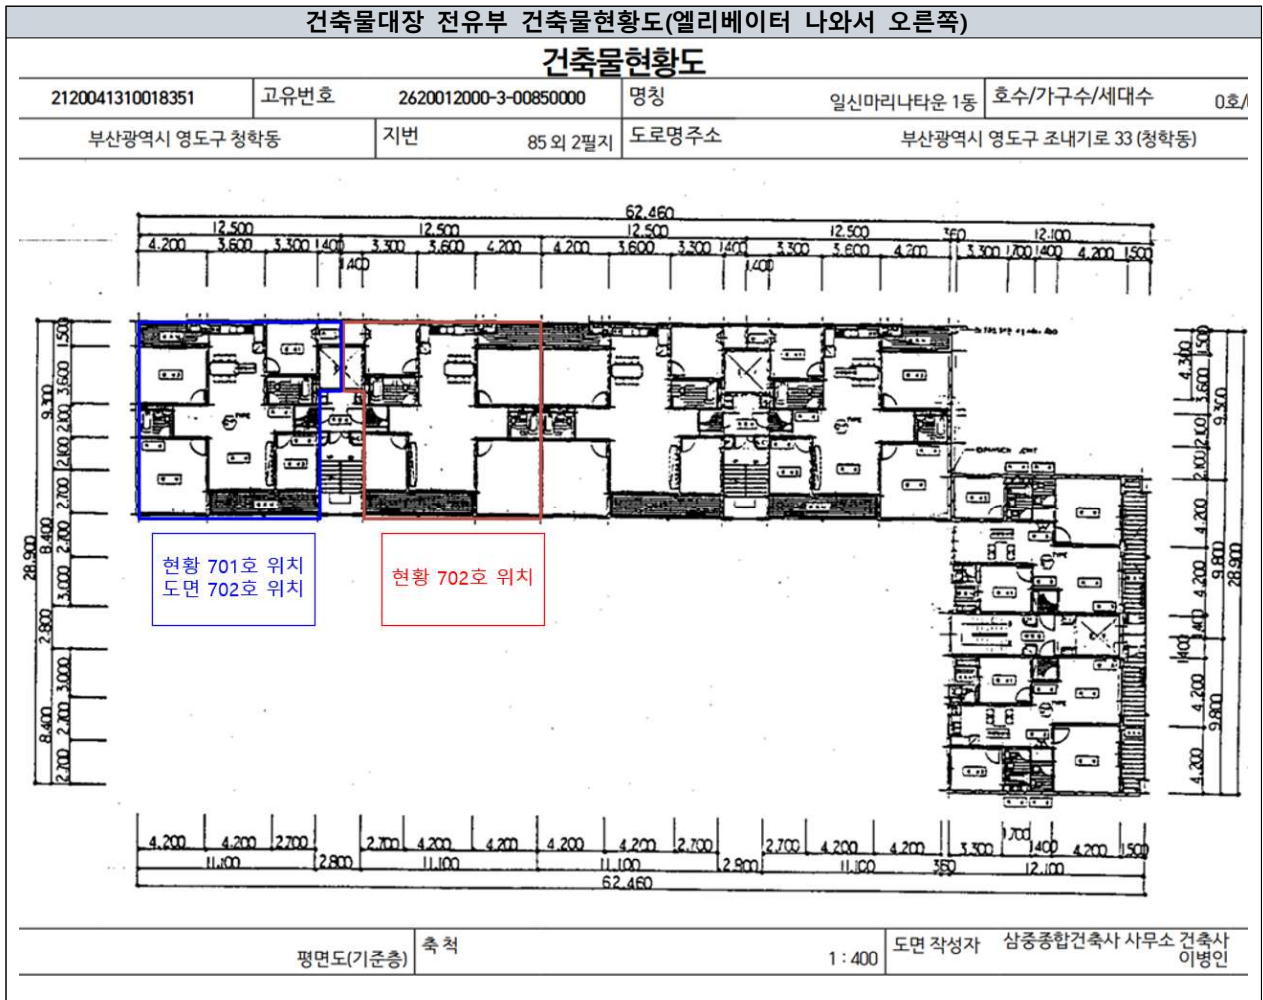 건축물대장 전유부 건축물현황도(엘리베이터 나와서 오른쪽)
건축물현황도
2120041310018351 고유번호 2620012000-3-00850000 명칭 일신마리나타운 1동 호수/가구수/세대수 0호/
부산광역시 영도구 청학동 지번 85 외 2필지 도로명주소 부산광역시 영도구 조내기로 33 (청학동)
62.460
12.500 12.500 12.500 12.500 360 12.100
4.200 3.600 3.300 1.400 3.300 3.600 4.200 4.200 3.600 3.300 1.400 3.300 3.600 4.200 3.300 1.700 1.400 4.200 1.500
1.400 1.400
1.500 3.600 2.100 2.700 2.700 3.000 3.000 2.700 2.700
9.300 8.400 2.800 8.400
28.900
4.300 1.500 3.600 2.100 2.100 4.200 4.200 1.400 1.400 4.200 4.200
9.300 9.800 9.800
28.900
TYPE
TYPE
EXPANSION JOINT
TYPE
TYPE
현황 701호 위치
도면 702호 위치
현황 702호 위치
4.200 4.200 2.700 2.700 4.200 4.200 4.200 4.200 2.700 2.700 4.200 4.200 3.300 1.700 1.400 4.200 1.500
11.100 2.800 11.100 11.100 2.800 11.100 360 12.100
62.460
평면도(기준층) 축 척 1 : 400 도면 작성자 삼중종합건축사 사무소 건축사
이병인